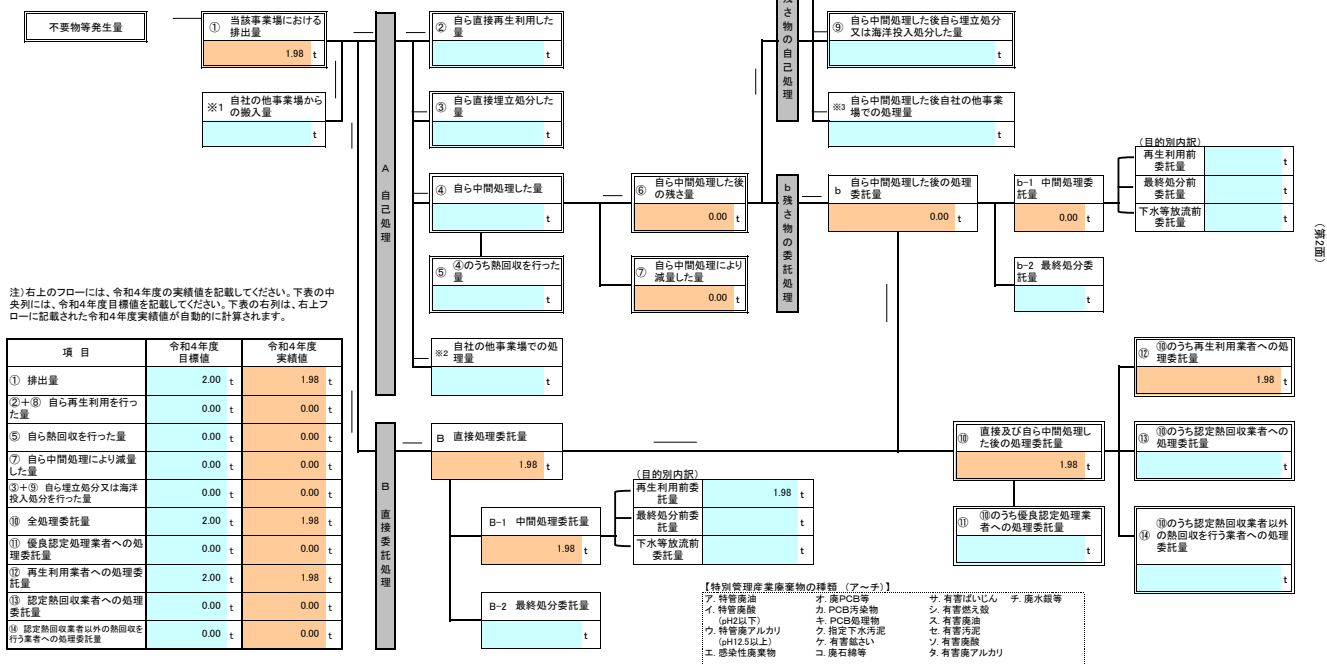 不要物等発生量
① 当該事業場における
排出量
1.98 t
※1 自社の他事業場から
の搬入量
t
A 自己処理
② 自ら直接再生利用した
量
t
③ 自ら直接埋立処分した
量
t
④ 自ら中間処理した量
t
⑤ ④のうち熱回収を行った
量
t
※2 自社の他事業場での処
理量
t
⑥ 自ら中間処理した後
の残さ量
0.00 t
⑦ 自ら中間処理により
減量した量
0.00 t
残さ物の自己処理
⑨ 自ら中間処理した後自ら埋立処分
又は海洋投入処分した量
t
※3 自ら中間処理した後自社の他事業
場での処理量
t
b 残さ物の委託処理
b 自ら中間処理した後の処理
委託量
0.00 t
b-1 中間処理委
託量
0.00 t
b-2 最終処分委
託量
t
(目的別内訳)
再生利用前
委託量
t
最終処分前
委託量
t
下水等放流前
委託量
t
(第2面)
注)右上のフローには、令和4年度の実績値を記載してください。下表の中
央列には、令和4年度目標値を記載してください。下表の右列は、右上フ
ローに記載された令和4年度実績値が自動的に計算されます。
項 目 令和4年度 目標値 令和4年度 実績値
① 排出量 2.00 t 1.98 t
②+⑧ 自ら再生利用を行っ
た量 0.00 t 0.00 t
⑤ 自ら熱回収を行った量 0.00 t 0.00 t
⑦ 自ら中間処理により減量
した量 0.00 t 0.00 t
③+⑨ 自ら埋立処分又は海洋
投入処分を行った量 0.00 t 0.00 t
⑩ 全処理委託量 2.00 t 1.98 t
⑪ 優良認定処理業者への処
理委託量 0.00 t 0.00 t
⑫ 再生利用業者への処理委
託量 2.00 t 1.98 t
⑬ 認定熱回収業者への処理
委託量 0.00 t 0.00 t
⑭ 認定熱回収業者以外の熱回収を
行う業者への処理委託量 0.00 t 0.00 t
B 直接委託処理
B 直接処理委託量
1.98 t
B-1 中間処理委託量
1.98 t
B-2 最終処分委託量
t
(目的別内訳)
再生利用前委
託量
1.98 t
最終処分前委
託量
t
下水等放流前
委託量
t
⑩ 直接及び自ら中間処理し
た後の処理委託量
1.98 t
⑪ ⑩のうち優良認定処理業
者への処理委託量
t
⑫ ⑩のうち再生利用業者への処
理委託量
1.98 t
⑬ ⑩のうち認定熱回収業者への
処理委託量
t
⑭ ⑩のうち認定熱回収業者以外
の熱回収を行う業者への処理
委託量
t
【特別管理産業廃棄物の種類 (ア~チ)】
ア. 特管廃油 オ. 廃PCB等 サ. 有害ばいじん チ. 廃水銀等
イ. 特管廃酸 カ. PCB汚染物 シ. 有害燃え殻
(pH2以下) キ. PCB処理物 ス. 有害廃油
ウ. 特管廃アルカリ ク. 指定下水汚泥 セ. 有害汚泥
(pH12.5以上) ケ. 有害鉱さい ソ. 有害廃酸
エ. 感染性廃棄物 コ. 廃石綿等 タ. 有害廃アルカリ